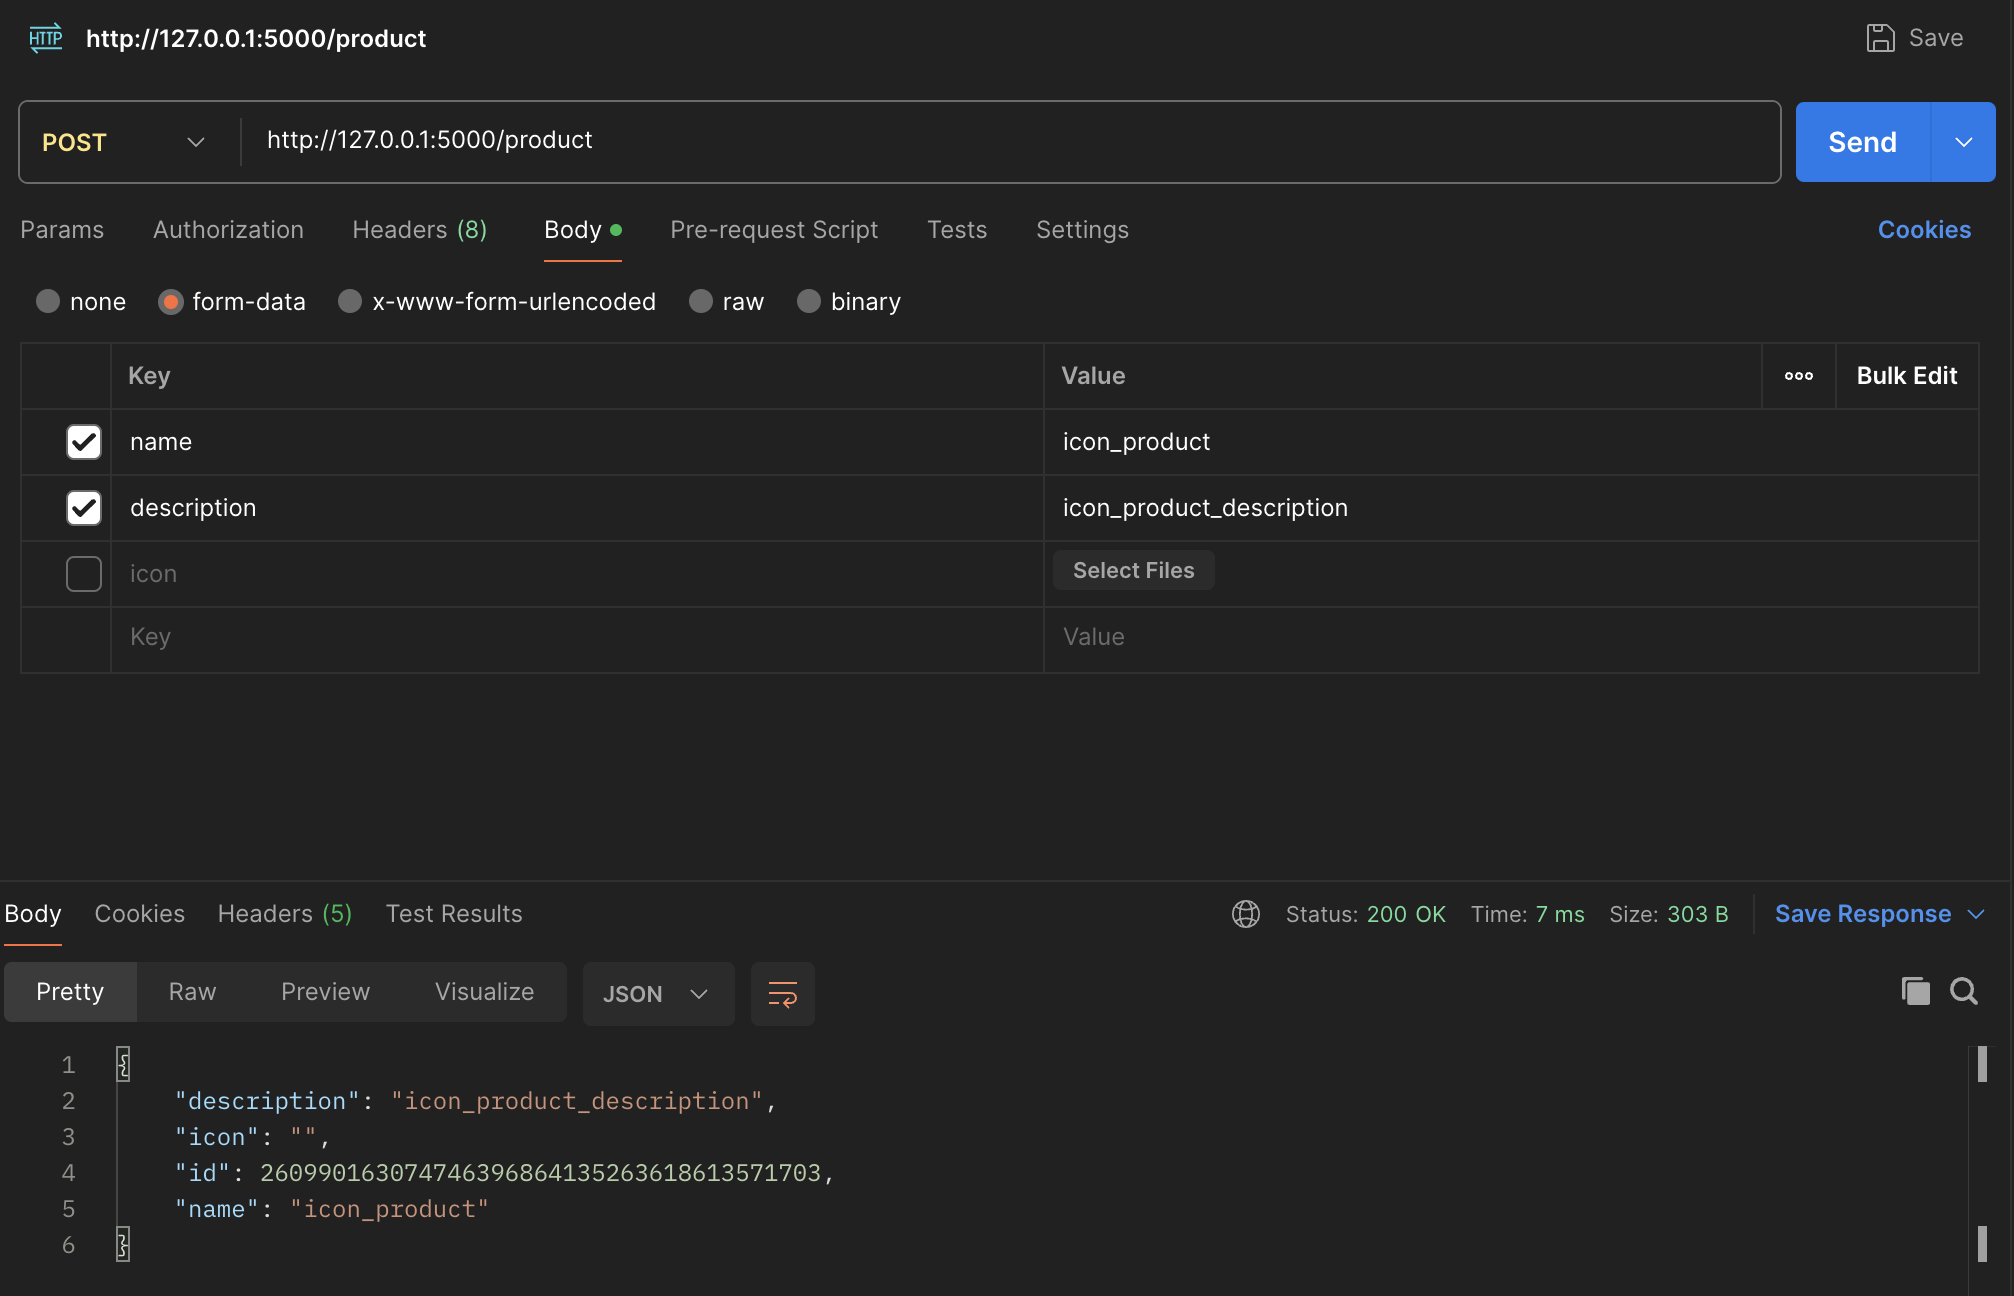 HTTP http://127.0.0.1:5000/product Save
POST http://127.0.0.1:5000/product Send
Params Authorization Headers (8) Body Pre-request Script Tests Settings Cookies
none form-data x-www-form-urlencoded raw binary
Key Value Bulk Edit
name icon_product
description icon_product_description
icon Select Files
Key Value
Body Cookies Headers (5) Test Results Status: 200 OK Time: 7 ms Size: 303 B Save Response
Pretty Raw Preview Visualize JSON
1 {
2 "description": "icon_product_description",
3 "icon": "",
4 "id": 260990163074746396864135263618613571703,
5 "name": "icon_product"
6 }